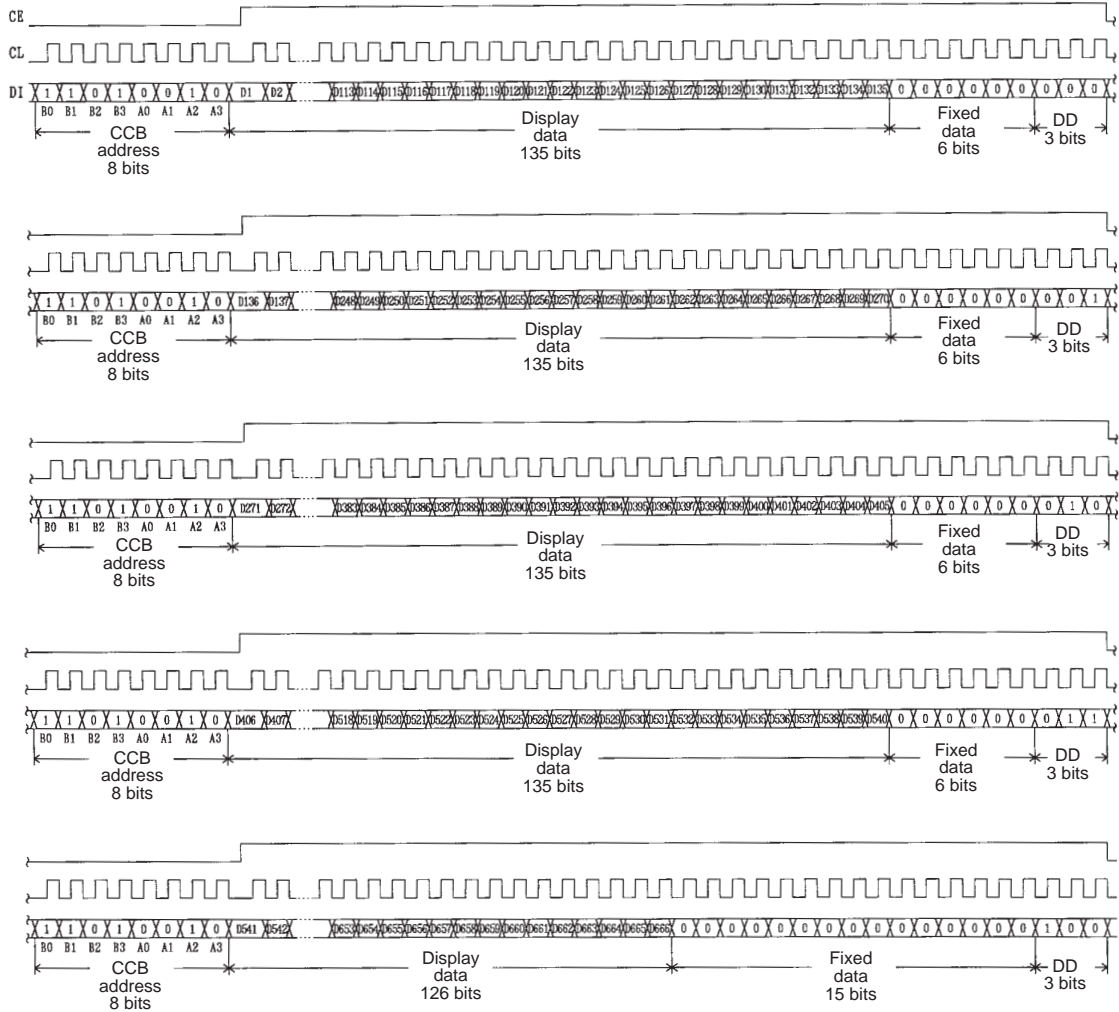 CE
CL
DI 1 1 0 1 0 0 1 0 D1 D2 D113 D114 D115 D116 D117 D118 D119 D120 D121 D122 D123 D124 D125 D126 D127 D128 D129 D130 D131 D132 D133 D134 D135 0 0 0 0 0 0 0 0 0
B0 B1 B2 B3 A0 A1 A2 A3
CCB address 8 bits
Display data 135 bits
Fixed data 6 bits
DD 3 bits
1 1 0 1 0 0 1 0 D136 D137 D248 D249 D250 D251 D252 D253 D254 D255 D256 D257 D258 D259 D260 D261 D262 D263 D264 D265 D266 D267 D268 D269 D270 0 0 0 0 0 0 0 0 1
B0 B1 B2 B3 A0 A1 A2 A3
CCB address 8 bits
Display data 135 bits
Fixed data 6 bits
DD 3 bits
1 1 0 1 0 0 1 0 D271 D272 D383 D384 D385 D386 D387 D388 D389 D390 D391 D392 D393 D394 D395 D396 D397 D398 D399 D400 D401 D402 D403 D404 D405 0 0 0 0 0 0 0 1 0
B0 B1 B2 B3 A0 A1 A2 A3
CCB address 8 bits
Display data 135 bits
Fixed data 6 bits
DD 3 bits
1 1 0 1 0 0 1 0 D406 D407 D518 D519 D520 D521 D522 D523 D524 D525 D526 D527 D528 D529 D530 D531 D532 D533 D534 D535 D536 D537 D538 D539 D540 0 0 0 0 0 0 0 1 1
B0 B1 B2 B3 A0 A1 A2 A3
CCB address 8 bits
Display data 135 bits
Fixed data 6 bits
DD 3 bits
1 1 0 1 0 0 1 0 D541 D542 D653 D654 D655 D656 D657 D658 D659 D660 D661 D662 D663 D664 D665 D666 0 0 0 0 0 0 0 0 0 0 0 0 0 0 0 1 0 0
B0 B1 B2 B3 A0 A1 A2 A3
CCB address 8 bits
Display data 126 bits
Fixed data 15 bits
DD 3 bits